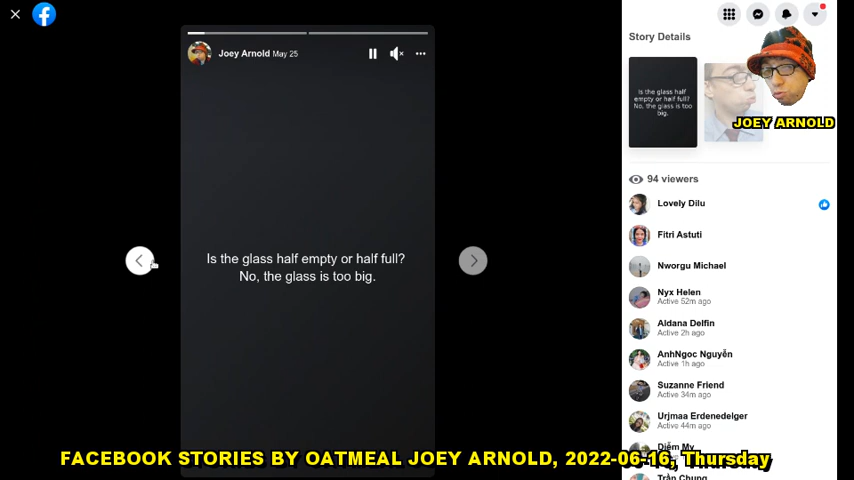 Joey Arnold May 25
Is the glass half empty or half full?
No, the glass is too big.
Story Details
Is the glass half
empty or half full?
No, the glass is too
big.
JOEY ARNOLD
94 viewers
Lovely Dilu
Fitri Astuti
Nworgu Michael
Nyx Helen
Active 52m ago
Aldana Delfin
Active 2h ago
AnhNgoc Nguyễn
Active 1h ago
Suzanne Friend
Active 34m ago
Urjmaa Erdenedelger
Active 44m ago
Diễm My
FACEBOOK STORIES BY OATMEAL JOEY ARNOLD, 2022-06-16, Thursday
Trần Chung